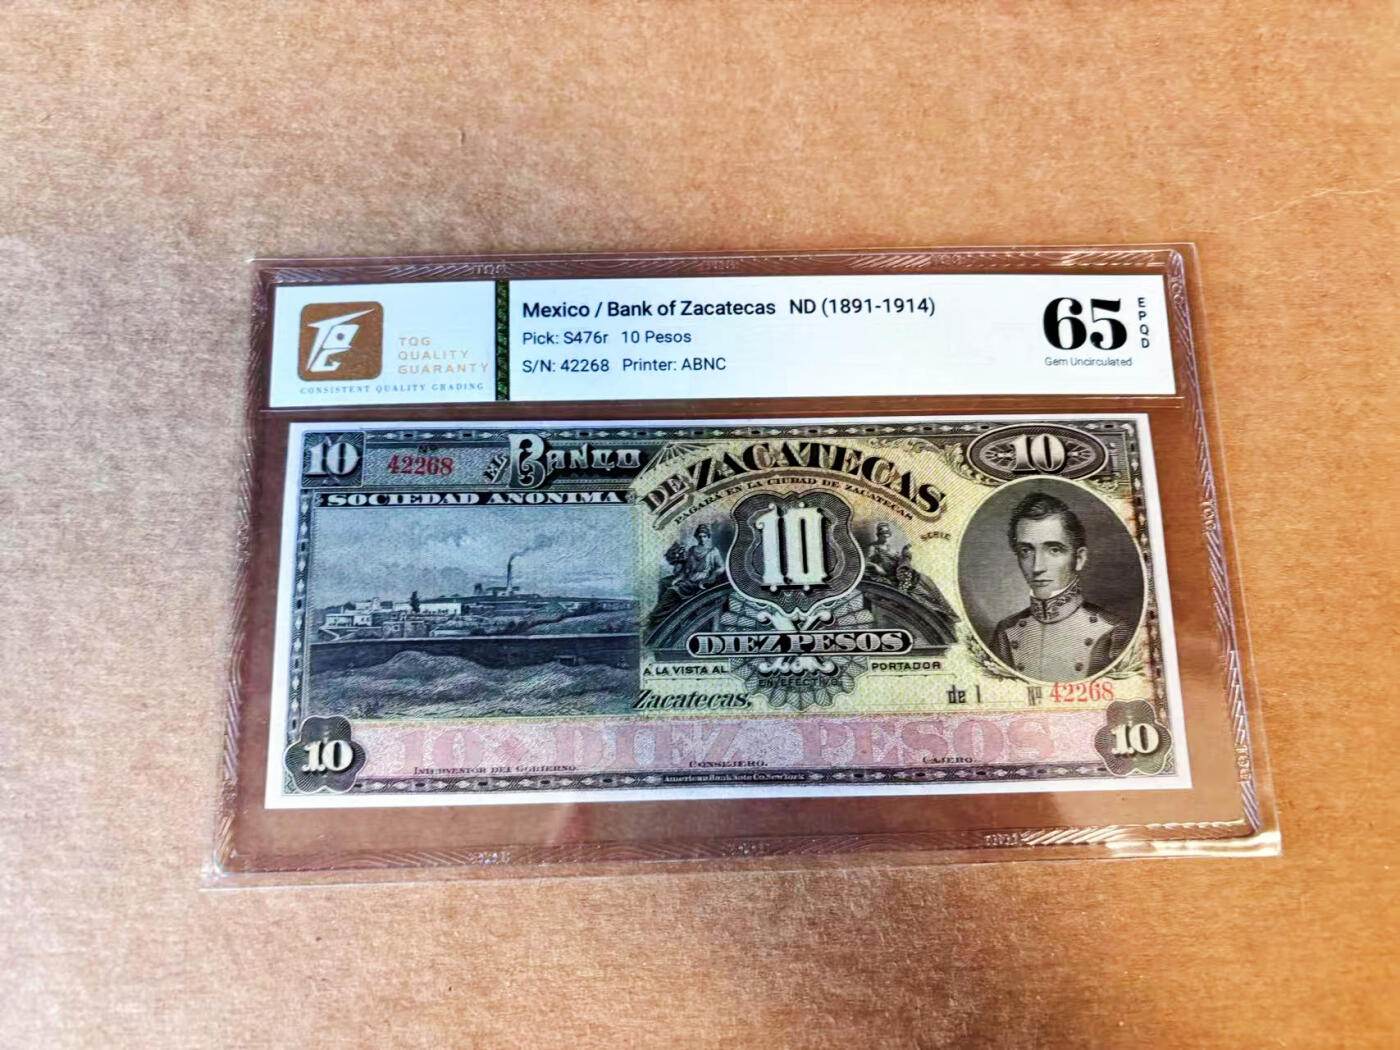 TQG
QUALITY
GUARANTY
CONSISTENT QUALITY GRADING
Mexico / Bank of Zacatecas ND (1891-1914)
Pick: S476r 10 Pesos
S/N: 42268 Printer: ABNC
65
EPQD
Gem Uncirculated
10 42268 EL BANCO DE ZACATECAS 10
SOCIEDAD ANONIMA
PAGARÁ EN LA CIUDAD DE ZACATECAS
SERIE
10
DIEZ PESOS
A LA VISTA AL PORTADOR
EN EFECTIVO
Zacatecas, de 1 Nº 42268
10 DIEZ PESOS
10 INTERVENTOR DEL GOBIERNO. CONSEJERO. CAJERO. 10
American Bank Note Co. New York